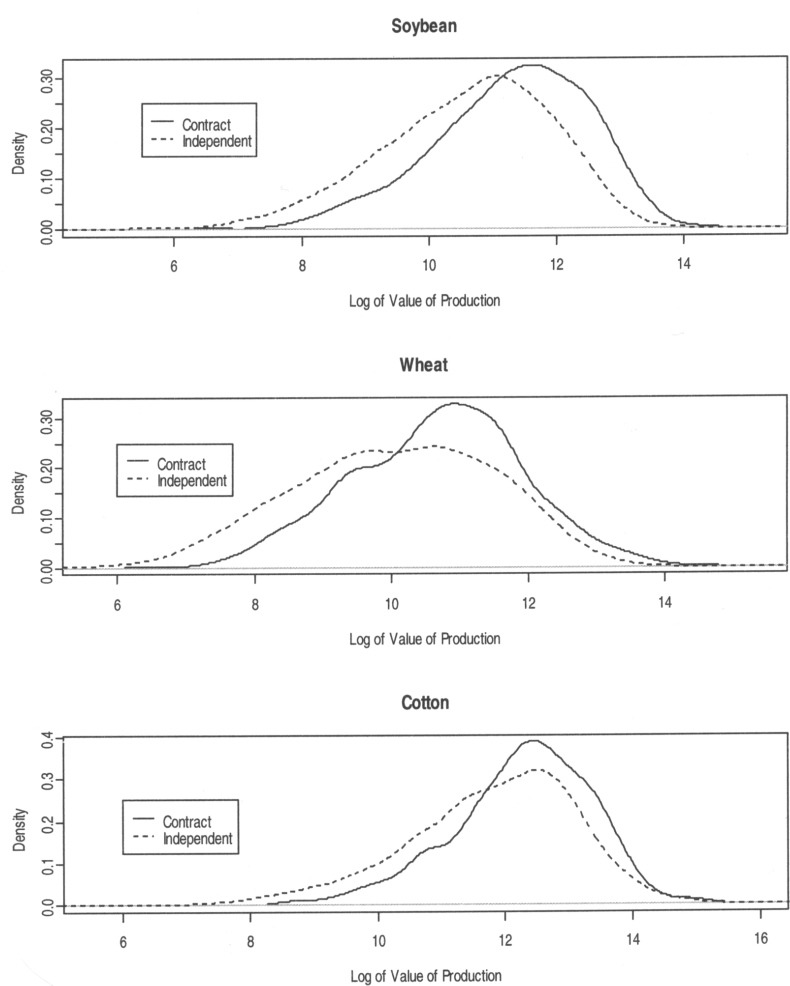 Soybean
0.30
0.20
0.10
0.00
Density
Contract
Independent
6 8 10 12 14
Log of Value of Production
Wheat
0.30
0.20
0.10
0.00
Density
Contract
Independent
6 8 10 12 14
Log of Value of Production
Cotton
0.4
0.3
0.2
0.1
0.0
Density
Contract
Independent
6 8 10 12 14 16
Log of Value of Production